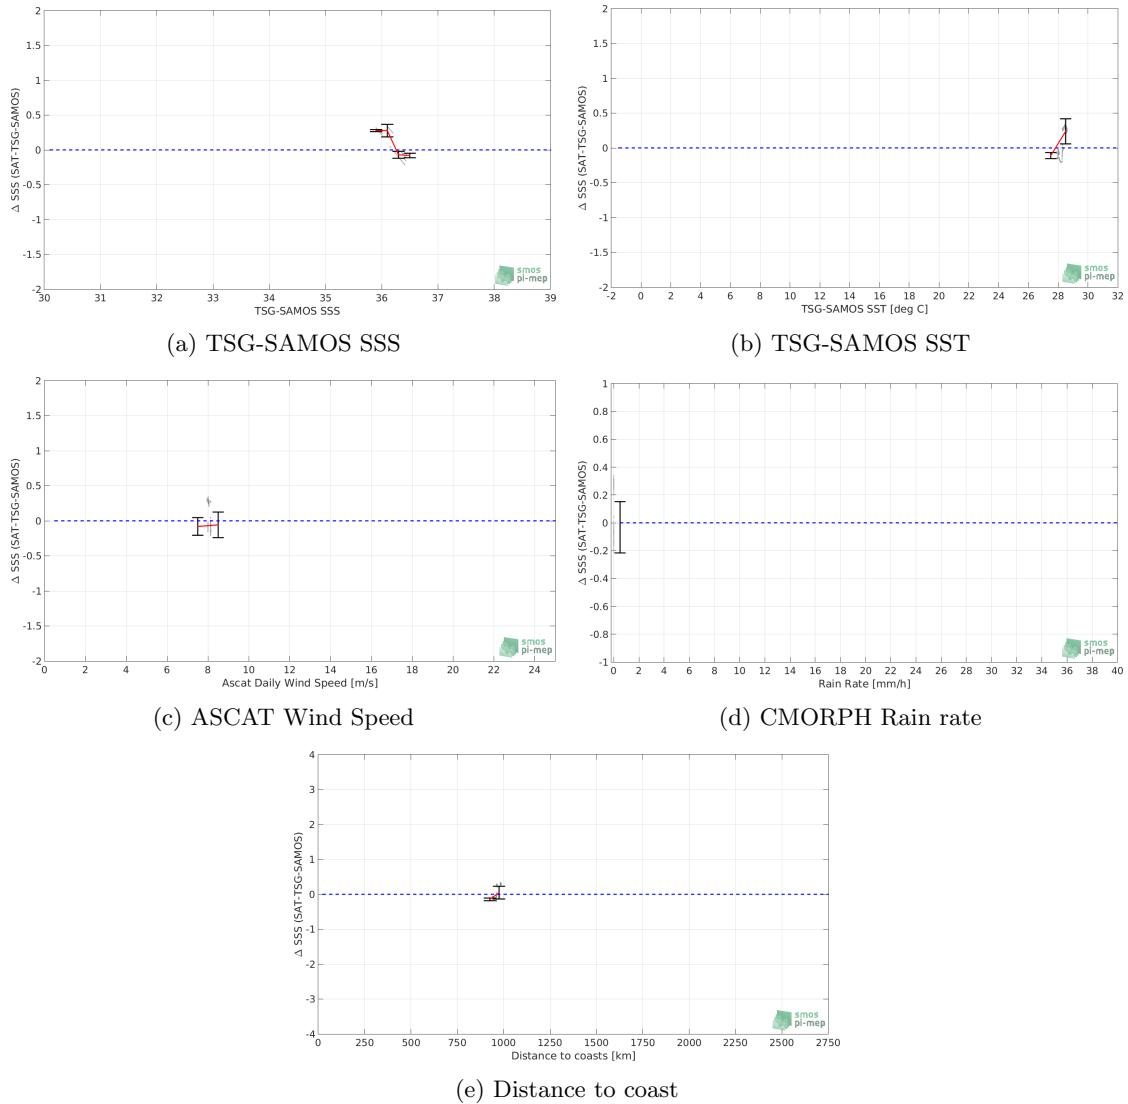 2
1.5
1
0.5
0
-0.5
-1
-1.5
-2
Δ SSS (SAT-TSG-SAMOS)
30 31 32 33 34 35 36 37 38 39
TSG-SAMOS SSS
smos
pi-mep
(a) TSG-SAMOS SSS
2
1.5
1
0.5
0
-0.5
-1
-1.5
-2
Δ SSS (SAT-TSG-SAMOS)
-2 0 2 4 6 8 10 12 14 16 18 20 22 24 26 28 30 32
TSG-SAMOS SST [deg C]
smos
pi-mep
(b) TSG-SAMOS SST
2
1.5
1
0.5
0
-0.5
-1
-1.5
-2
Δ SSS (SAT-TSG-SAMOS)
0 2 4 6 8 10 12 14 16 18 20 22 24
Ascat Daily Wind Speed [m/s]
smos
pi-mep
(c) ASCAT Wind Speed
1
0.8
0.6
0.4
0.2
0
-0.2
-0.4
-0.6
-0.8
-1
Δ SSS (SAT-TSG-SAMOS)
0 2 4 6 8 10 12 14 16 18 20 22 24 26 28 30 32 34 36 38 40
Rain Rate [mm/h]
smos
pi-mep
(d) CMORPH Rain rate
4
3
2
1
0
-1
-2
-3
-4
Δ SSS (SAT-TSG-SAMOS)
0 250 500 750 1000 1250 1500 1750 2000 2250 2500 2750
Distance to coasts [km]
smos
pi-mep
(e) Distance to coast